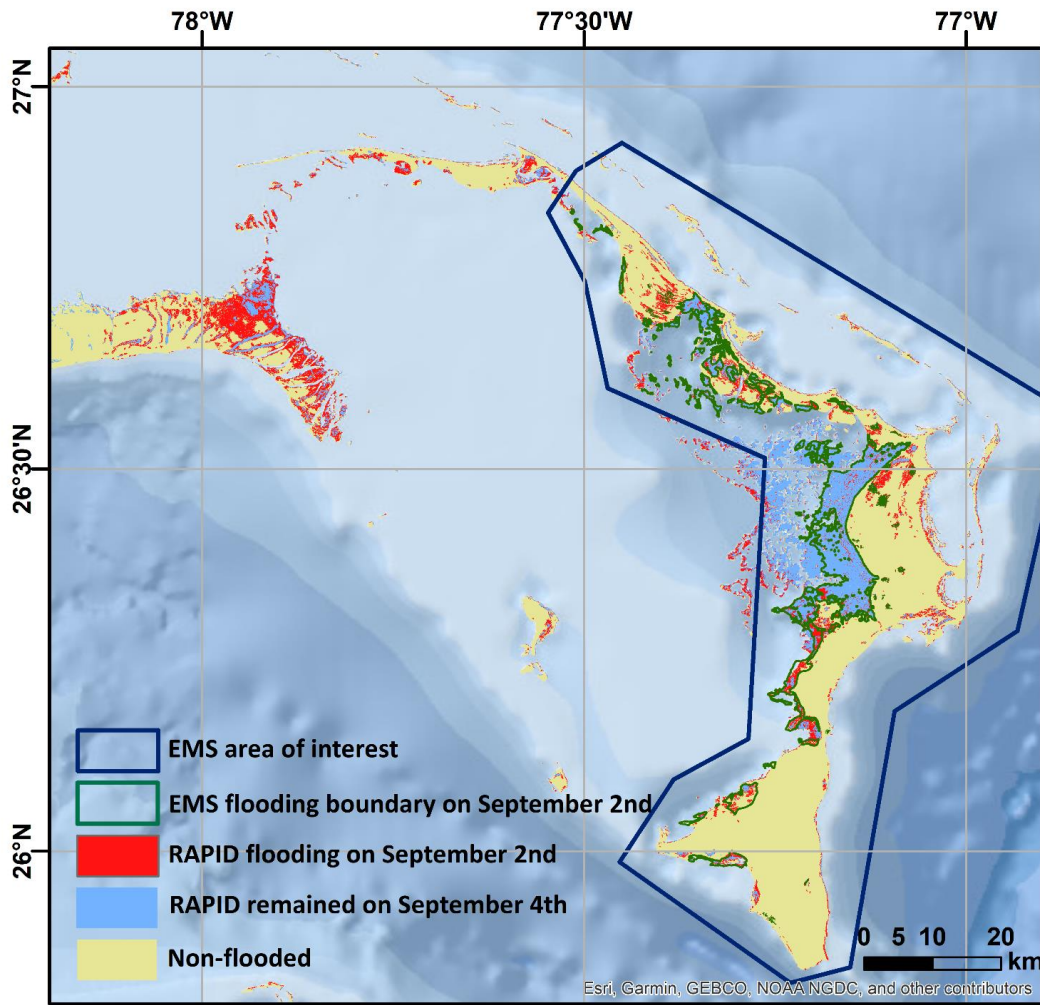 78°W 77°30'W 77°W
27°N
26°30'N
26°N
EMS area of interest
EMS flooding boundary on September 2nd
RAPID flooding on September 2nd
RAPID remained on September 4th
Non-flooded
0 5 10 20
km
Esri, Garmin, GEBCO, NOAA NGDC, and other contributors